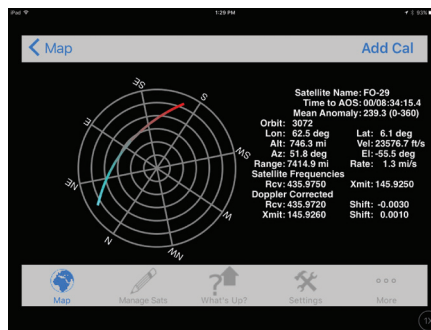 iPad 1:29 PM 93%
Map Add Cal
SE
S
E
SW
NE
W
N
NW
Satellite Name: FO-29
Time to AOS: 00/08:34:15.4
Mean Anomaly: 239.3 (0-360)
Orbit: 3072
Lon: 62.5 deg Lat: 6.1 deg
Alt: 746.3 mi Vel: 23576.7 ft/s
Az: 51.8 deg El: -55.5 deg
Range: 7414.9 mi Rate: 1.3 mi/s
Satellite Frequencies
Rcv: 435.9750 Xmit: 145.9250
Doppler Corrected
Rcv: 435.9720 Shift: -0.0030
Xmit: 145.9260 Shift: 0.0010
Map Manage Sats What's Up? Settings More
1X